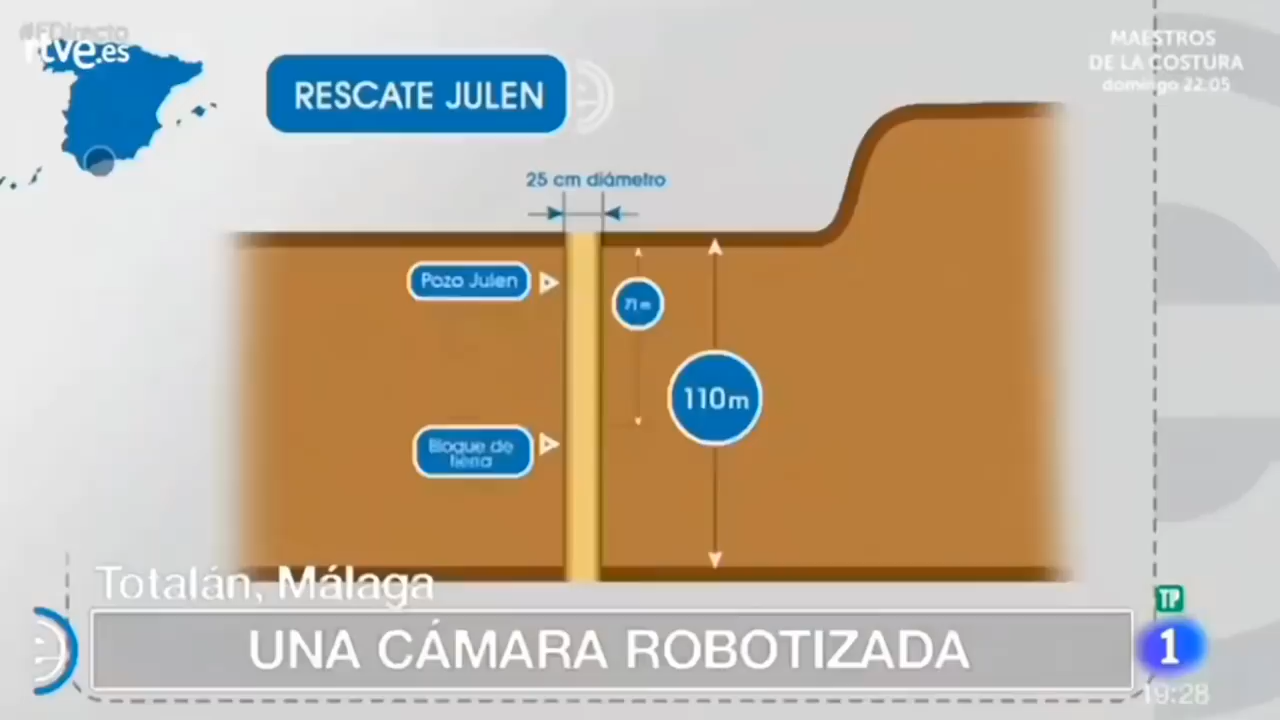 #EDirecto
rtve.es
MAESTROS
DE LA COSTURA
domingo 22:05
RESCATE JULEN
25 cm diámetro
Pozo Julen
71 m
110m
Bloque de
tierra
Totalán, Málaga
UNA CÁMARA ROBOTIZADA
TP
1
19:28